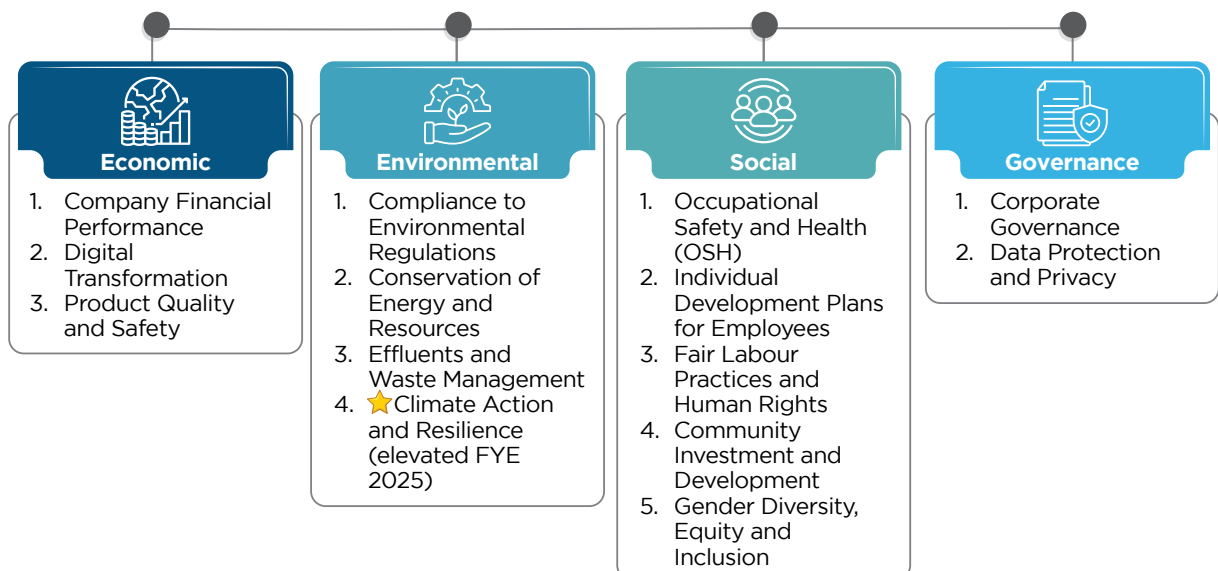 Economic
1. Company Financial
Performance
2. Digital
Transformation
3. Product Quality
and Safety
Environmental
1. Compliance to
Environmental
Regulations
2. Conservation of
Energy and
Resources
3. Effluents and
Waste Management
4. ⭐Climate Action
and Resilience
(elevated FYE
2025)
Social
1. Occupational
Safety and Health
(OSH)
2. Individual
Development Plans
for Employees
3. Fair Labour
Practices and
Human Rights
4. Community
Investment and
Development
5. Gender Diversity,
Equity and
Inclusion
Governance
1. Corporate
Governance
2. Data Protection
and Privacy